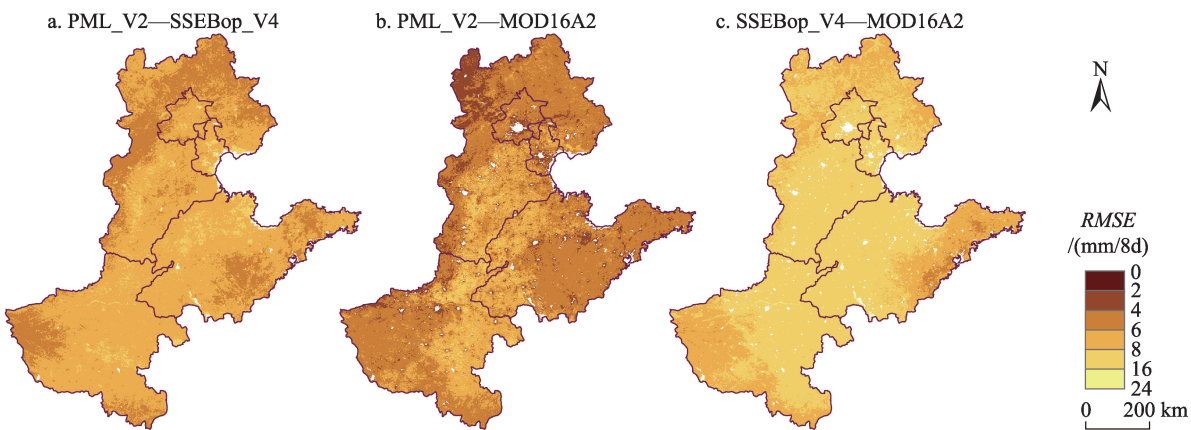 a. PML_V2—SSEBop_V4
b. PML_V2—MOD16A2
c. SSEBop_V4—MOD16A2
N
RMSE
/(mm/8d)
0
2
4
6
8
16
24
0 200 km